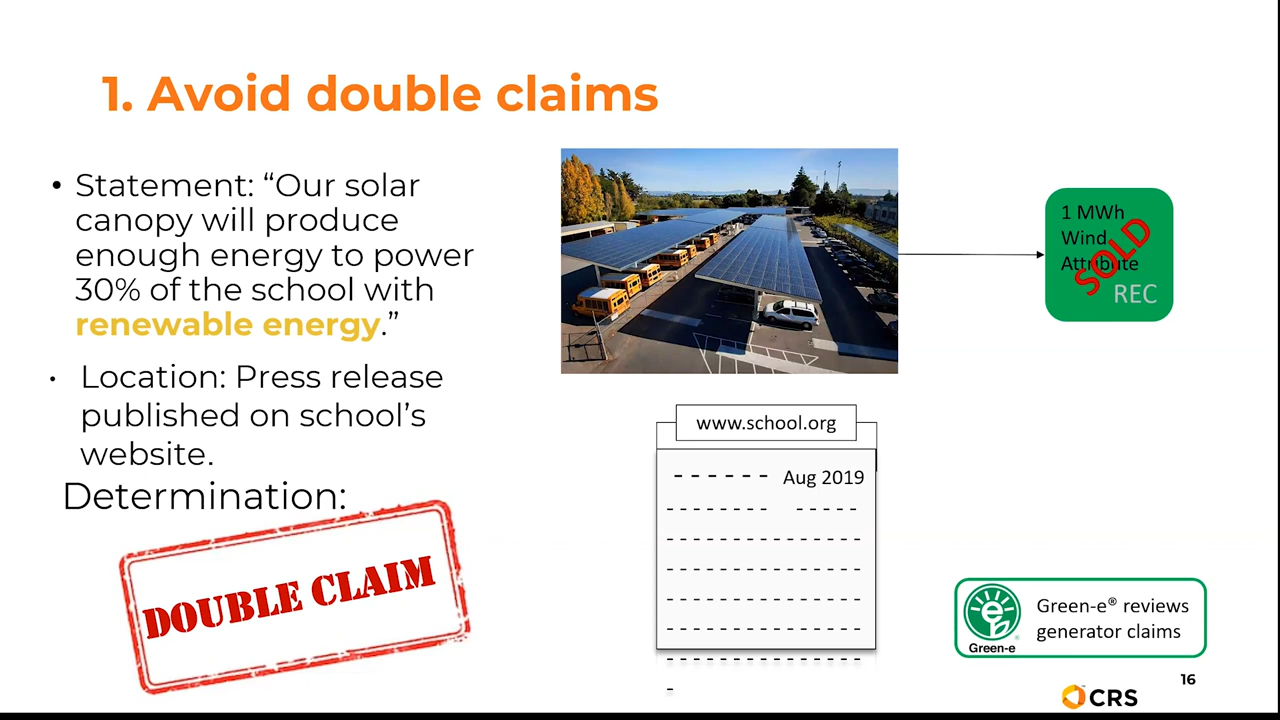 1. Avoid double claims
• Statement: “Our solar
canopy will produce
enough energy to power
30% of the school with
renewable energy.”
• Location: Press release
published on school’s
website.
Determination:
DOUBLE CLAIM
1 MWh
Wind
Attribute
SOLD
REC
www.school.org
Aug 2019
Green-e® reviews
generator claims
Green-e
16
CRS